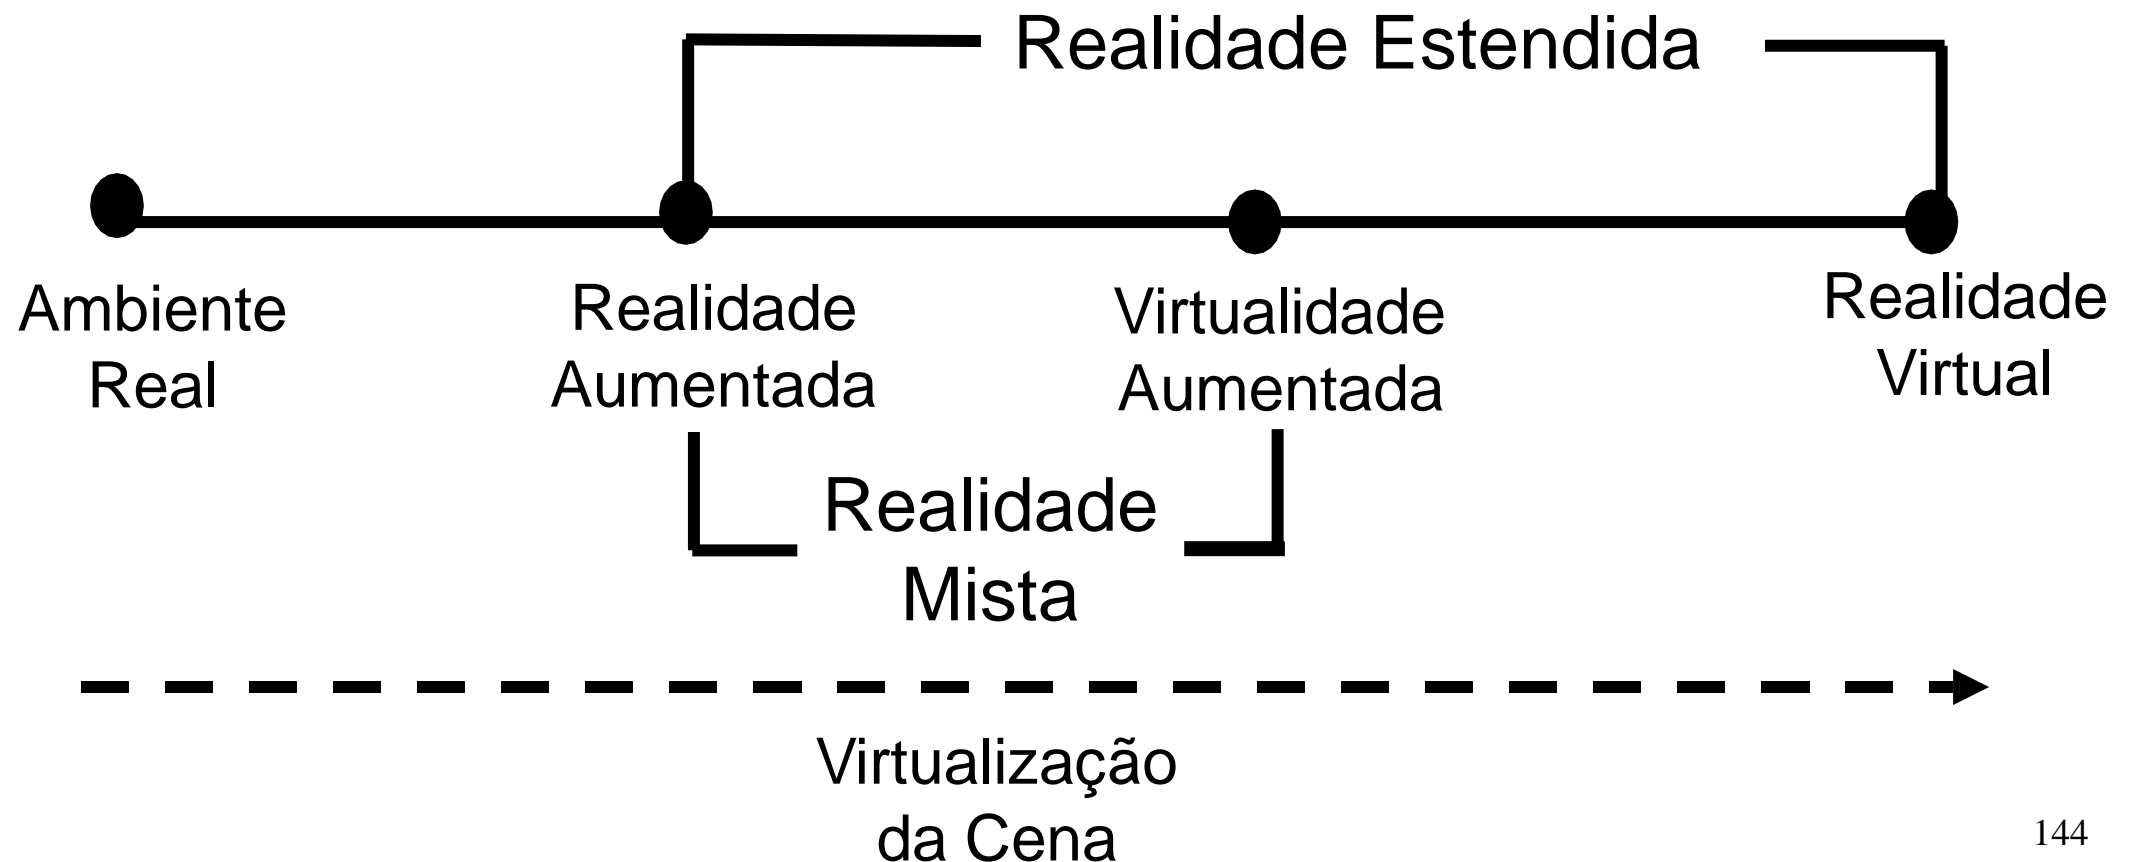 Realidade Estendida
Ambiente
Real
Realidade
Aumentada
Virtualidade
Aumentada
Realidade
Virtual
Realidade
Mista
Virtualização
da Cena
144